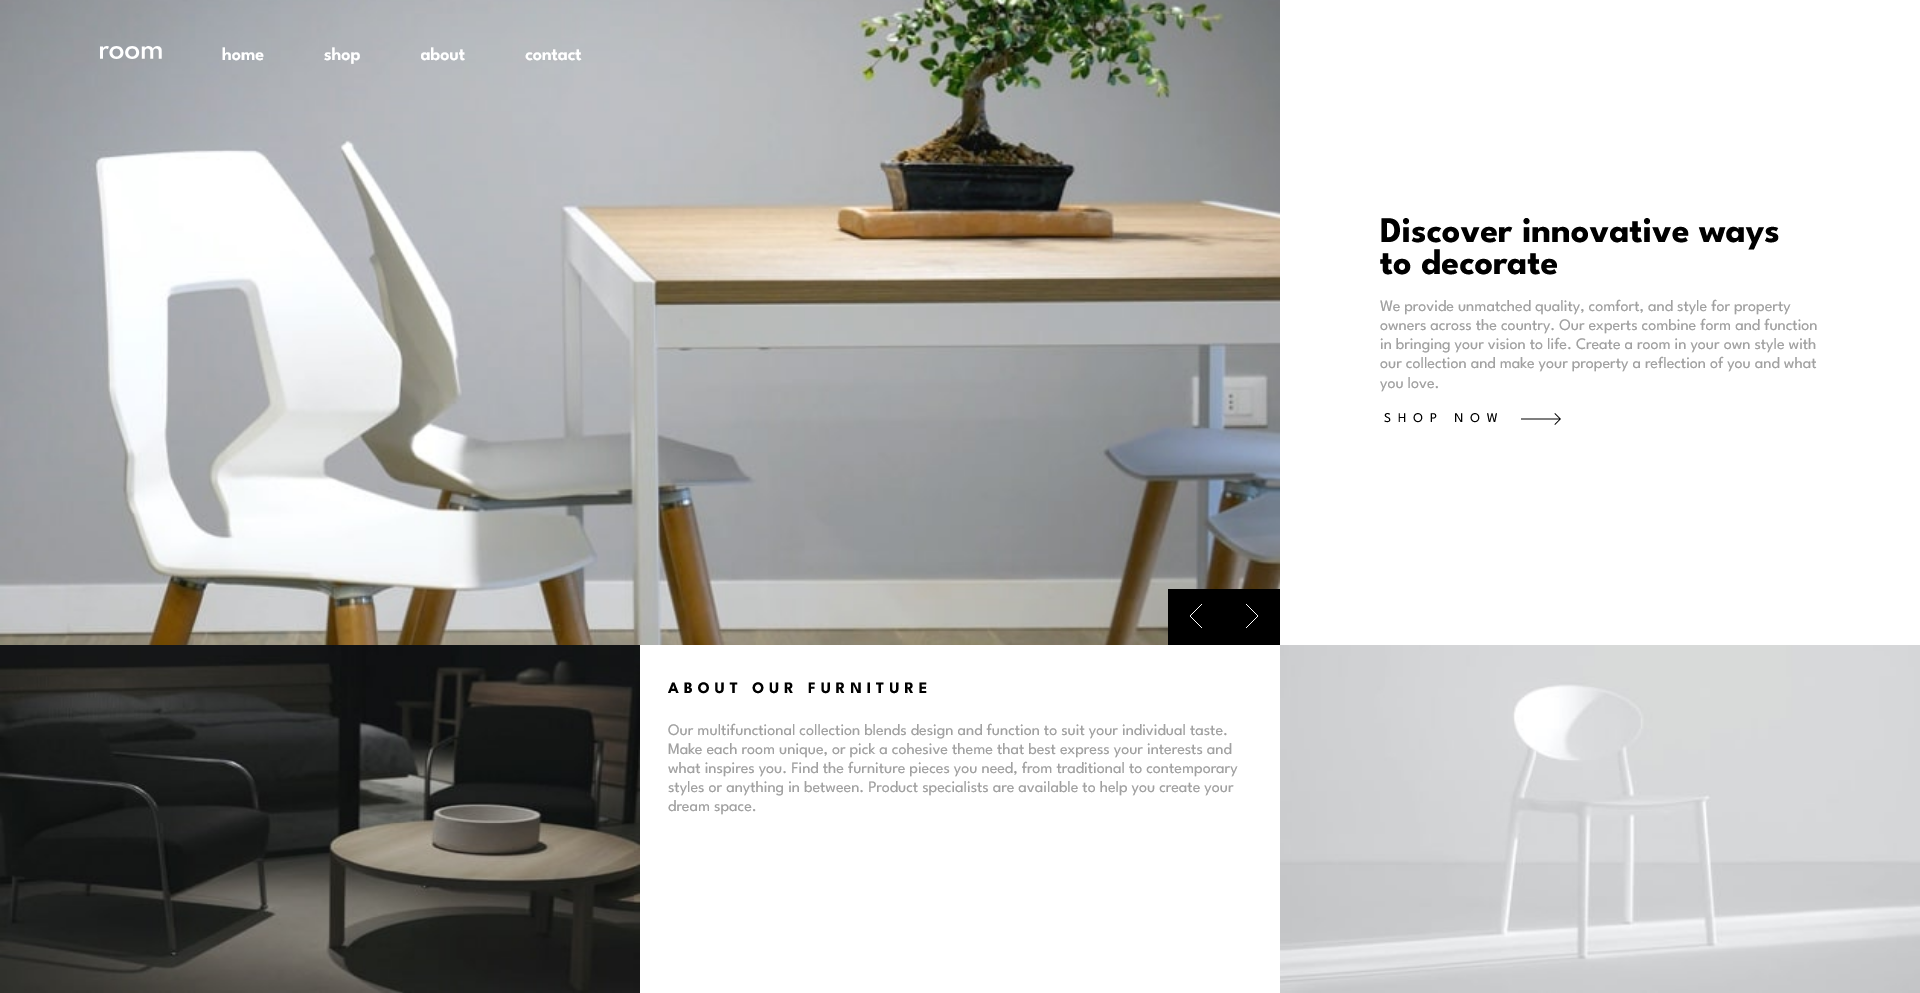 room
home
shop
about
contact
Discover innovative ways
to decorate
We provide unmatched quality, comfort, and style for property
owners across the country. Our experts combine form and function
in bringing your vision to life. Create a room in your own style with
our collection and make your property a reflection of you and what
you love.
SHOP NOW
ABOUT OUR FURNITURE
Our multifunctional collection blends design and function to suit your individual taste.
Make each room unique, or pick a cohesive theme that best express your interests and
what inspires you. Find the furniture pieces you need, from traditional to contemporary
styles or anything in between. Product specialists are available to help you create your
dream space.